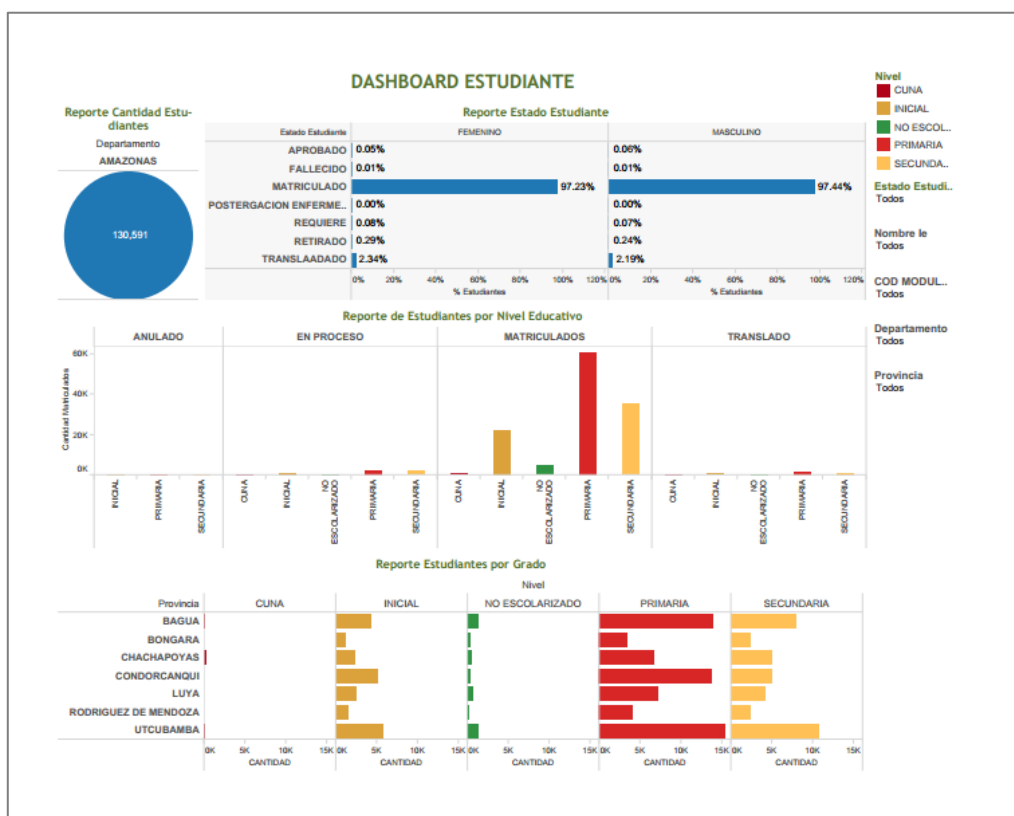 DASHBOARD ESTUDIANTE
Reporte Cantidad Estu-
diantes
Departamento
AMAZONAS
130,591
Reporte Estado Estudiante
Estado Estudiante FEMENINO MASCULINO
APROBADO 0.05% 0.06%
FALLECIDO 0.01% 0.01%
MATRICULADO 97.23% 97.44%
POSTERGACION ENFERME.. 0.00% 0.00%
REQUIERE 0.08% 0.07%
RETIRADO 0.29% 0.24%
TRANSLAADADO 2.34% 2.19%
0% 20% 40% 60% 80% 100% 120% 0% 20% 40% 60% 80% 100% 120%
% Estudiantes % Estudiantes
Nivel
CUNA
INICIAL
NO ESCOL..
PRIMARIA
SECUNDA..
Estado Estudi..
Todos
Nombre Ie
Todos
COD MODUL..
Todos
Departamento
Todos
Provincia
Todos
Reporte de Estudiantes por Nivel Educativo
ANULADO EN PROCESO MATRICULADOS TRANSLADO
Cantidad Matriculados
60K
40K
20K
0K
INICIAL
PRIMARIA
SECUNDARIA
CUNA
INICIAL
NO
ESCOLARIZADO
PRIMARIA
SECUNDARIA
CUNA
INICIAL
NO
ESCOLARIZADO
PRIMARIA
SECUNDARIA
CUNA
INICIAL
NO
ESCOLARIZADO
PRIMARIA
SECUNDARIA
Reporte Estudiantes por Grado
Nivel
Provincia CUNA INICIAL NO ESCOLARIZADO PRIMARIA SECUNDARIA
BAGUA
BONGARA
CHACHAPOYAS
CONDORCANQUI
LUYA
RODRIGUEZ DE MENDOZA
UTCUBAMBA
0K 5K 10K 15K 0K 5K 10K 15K 0K 5K 10K 15K 0K 5K 10K 15K 0K 5K 10K 15K
CANTIDAD CANTIDAD CANTIDAD CANTIDAD CANTIDAD